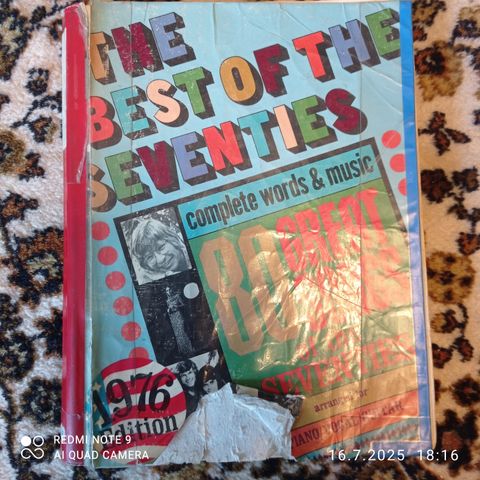 THE
BEST OF THE
SEVENTIES
complete words & music
80
GREAT
SEVENTIES
1976
Edition
REDMI NOTE 9
AI QUAD CAMERA
16.7.2025 18:16